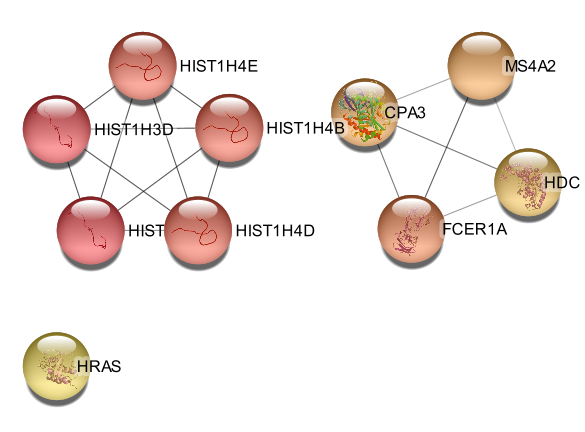 HIST1H4E
MS4A2
CPA3
HIST1H3D
HIST1H4B
HDC
HIST
HIST1H4D
FCER1A
HRAS